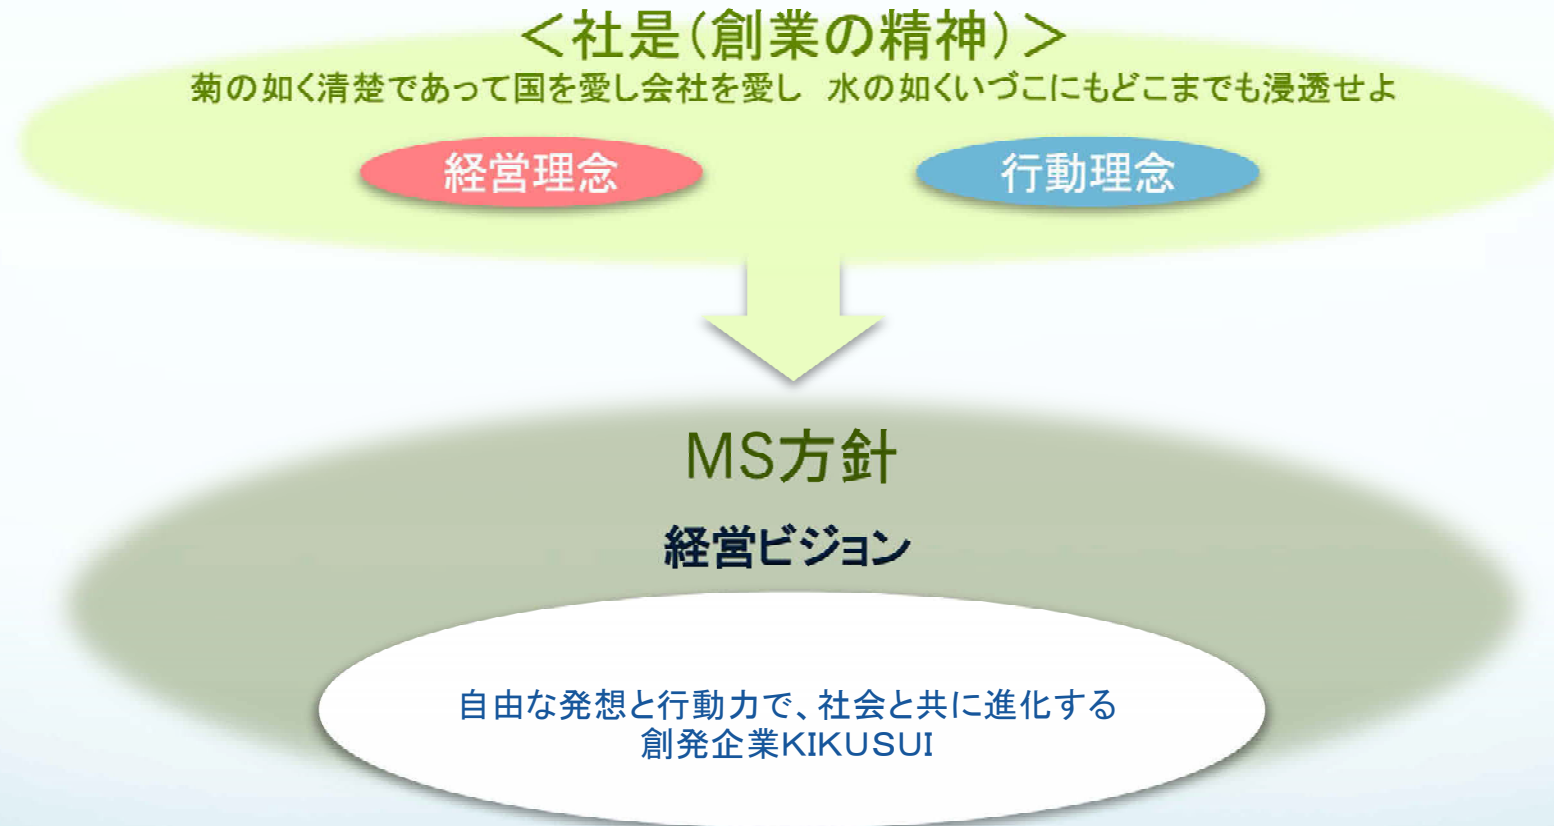 ＜社是（創業の精神）＞
菊の如く清楚であって国を愛し会社を愛し　水の如くいづこにもどこまでも浸透せよ
経営理念
行動理念
MS方針
経営ビジョン
自由な発想と行動力で、社会と共に進化する
創発企業KIKUSUI